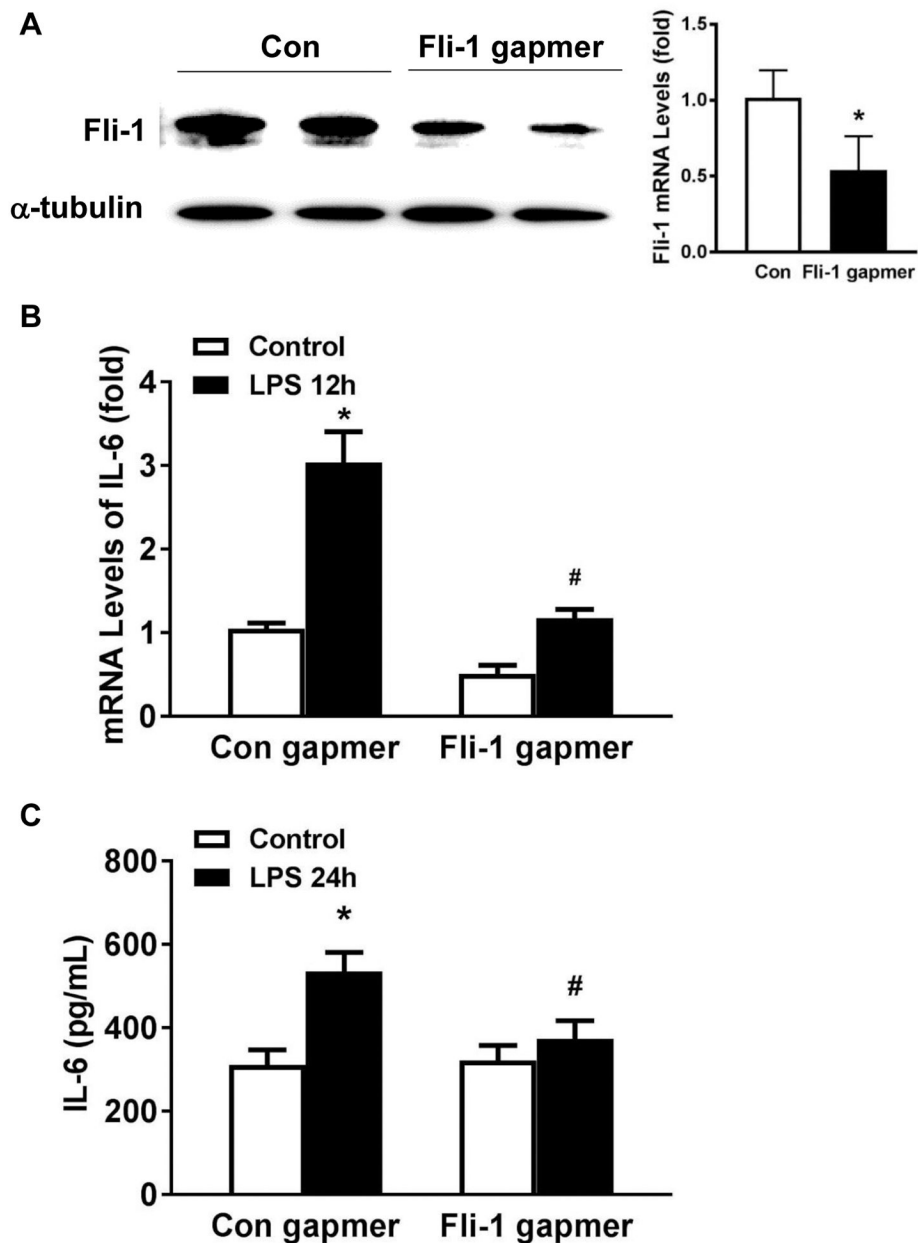 A
Con
Fli-1 gapmer
Fli-1
α-tubulin
Fli-1 mRNA Levels (fold)
1.5
1.0
0.5
0.0
*
Con
Fli-1 gapmer
B
Control
LPS 12h
mRNA Levels of IL-6 (fold)
4
3
2
1
0
*
#
Con gapmer
Fli-1 gapmer
C
Control
LPS 24h
IL-6 (pg/mL)
800
600
400
200
0
*
#
Con gapmer
Fli-1 gapmer